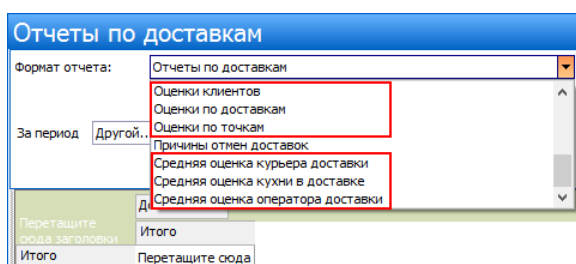 Отчеты по доставкам
Формат отчета: Отчеты по доставкам
Оценки клиентов
Оценки по доставкам
За период Другой... Оценки по точкам
Причины отмен доставок
Средняя оценка курьера доставки
Средняя оценка кухни в доставке
Средняя оценка оператора доставки
Перетащите
сюда заголовки
Итого
Итого Перетащите сюда